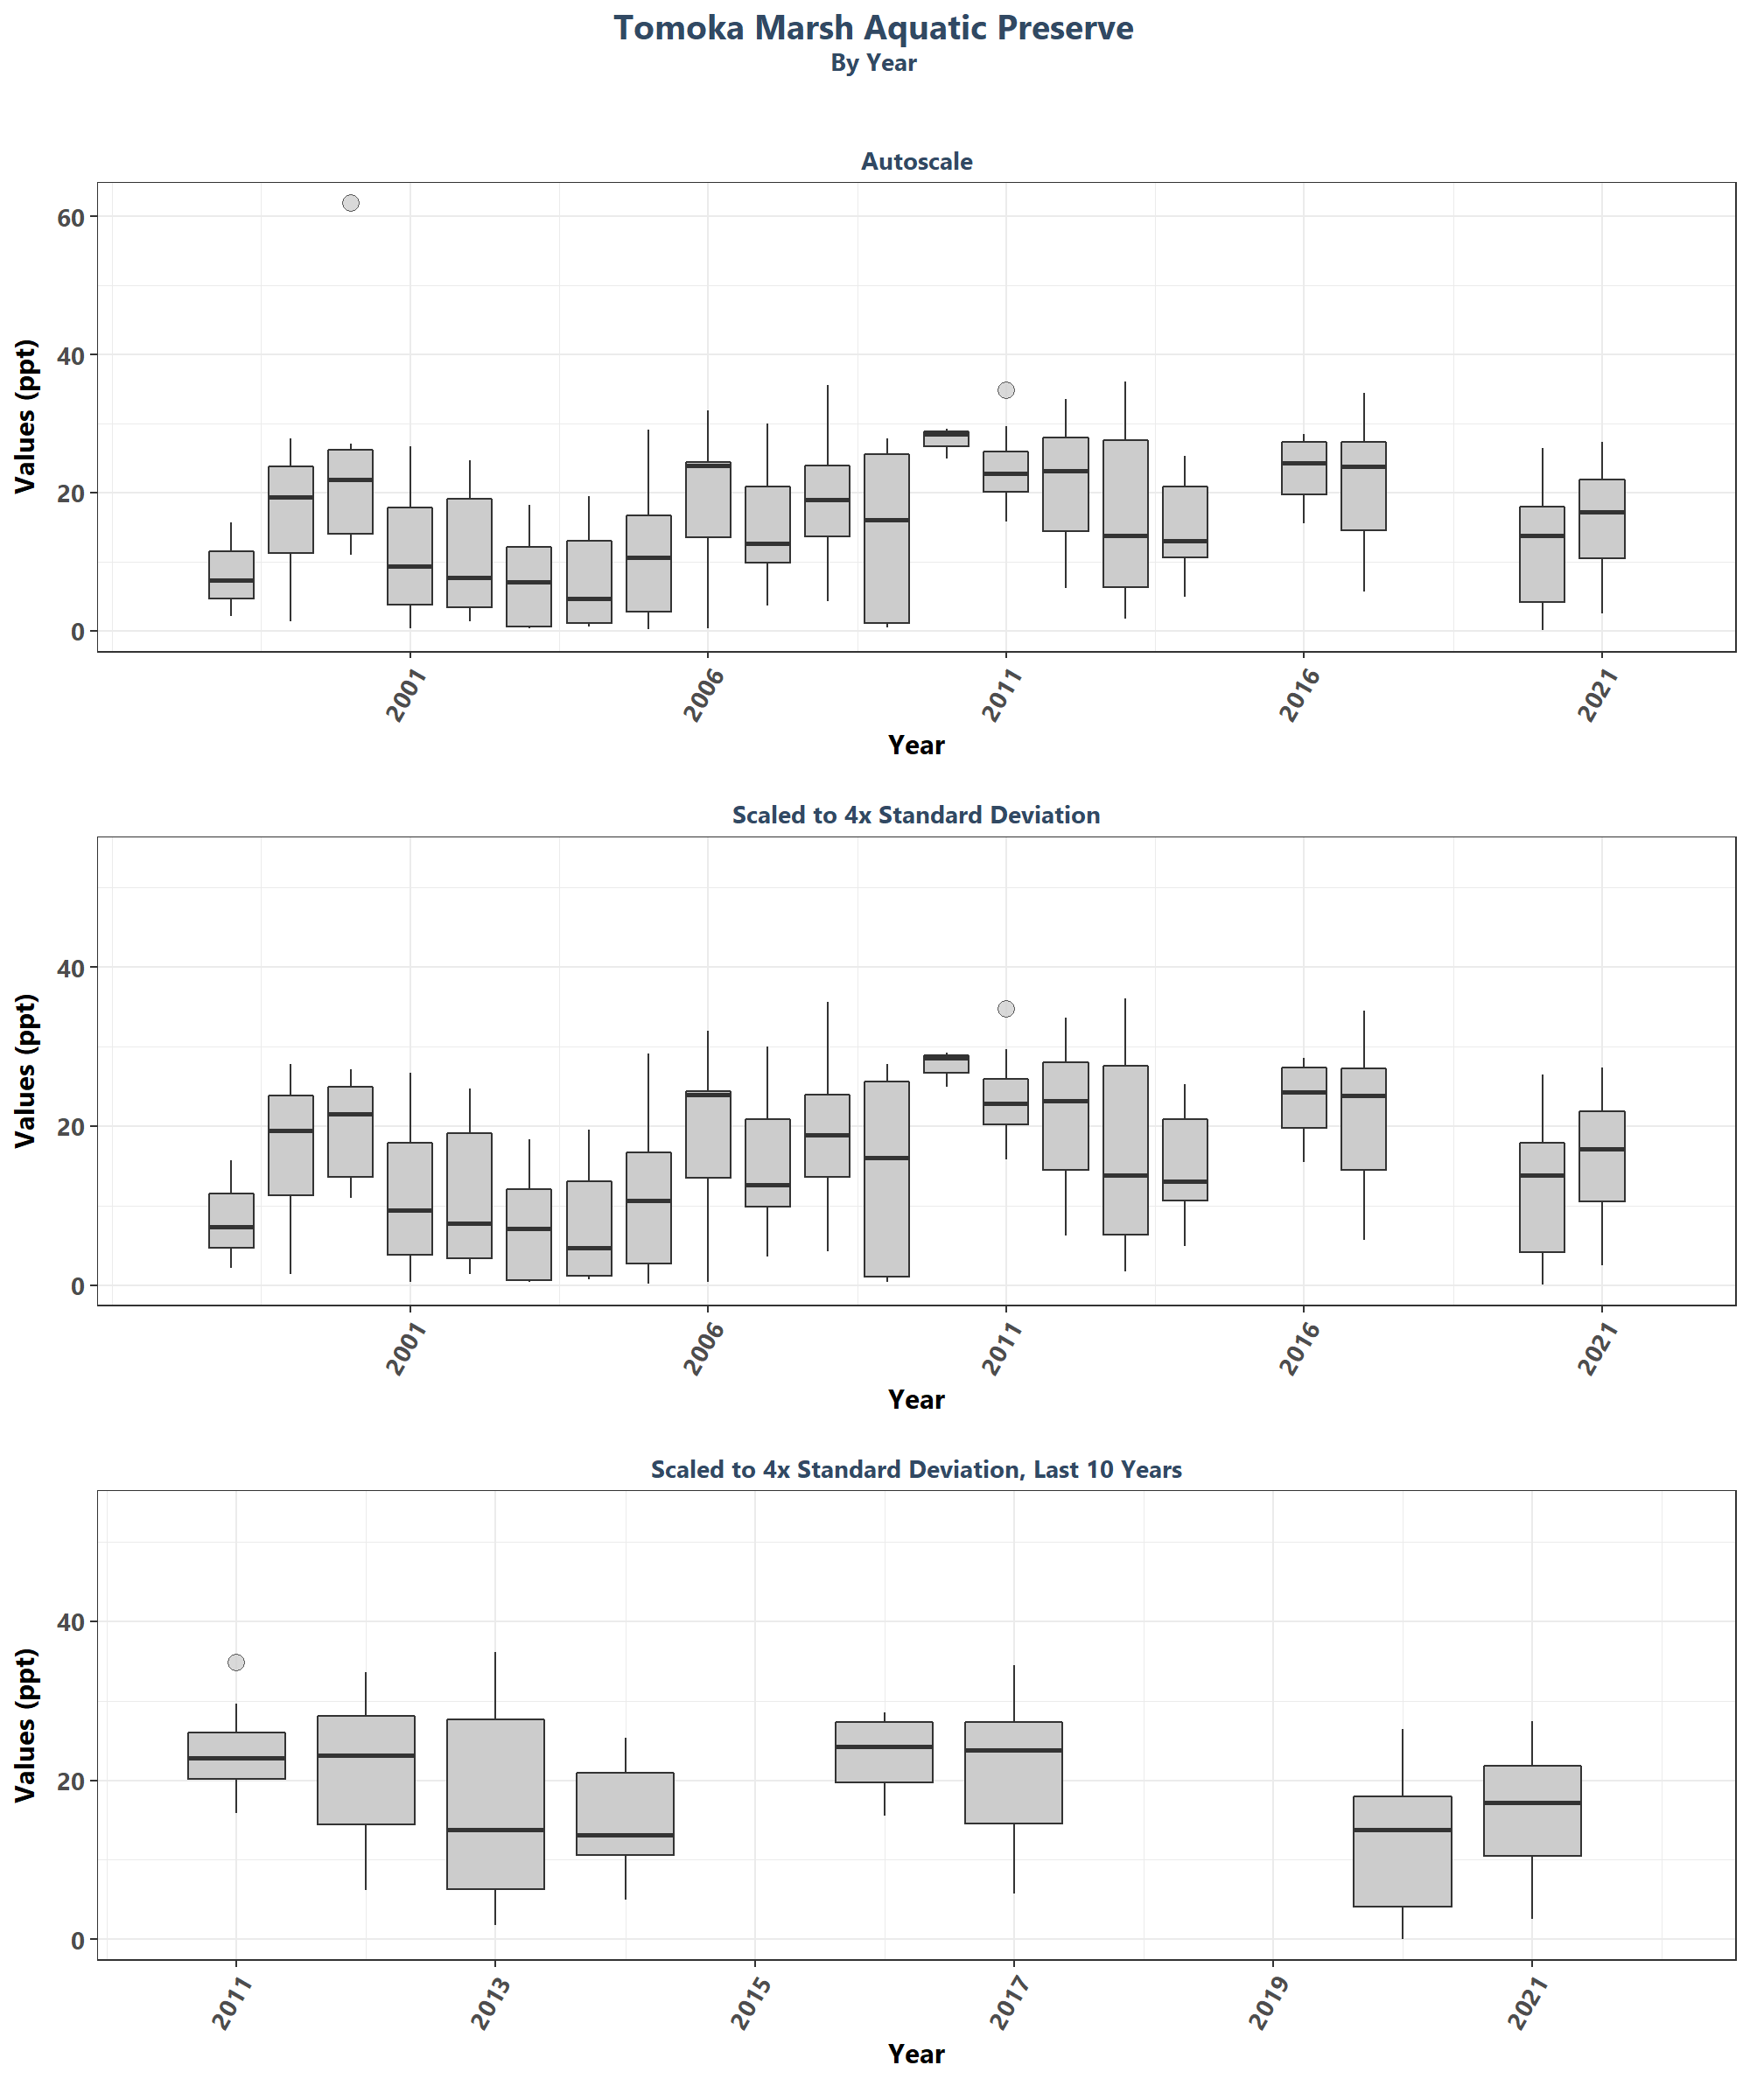 Tomoka Marsh Aquatic Preserve
By Year
Autoscale
Values (ppt)
60
40
20
0
2001 2006 2011 2016 2021
Year
Scaled to 4x Standard Deviation
Values (ppt)
40
20
0
2001 2006 2011 2016 2021
Year
Scaled to 4x Standard Deviation, Last 10 Years
Values (ppt)
40
20
0
2011 2013 2015 2017 2019 2021
Year